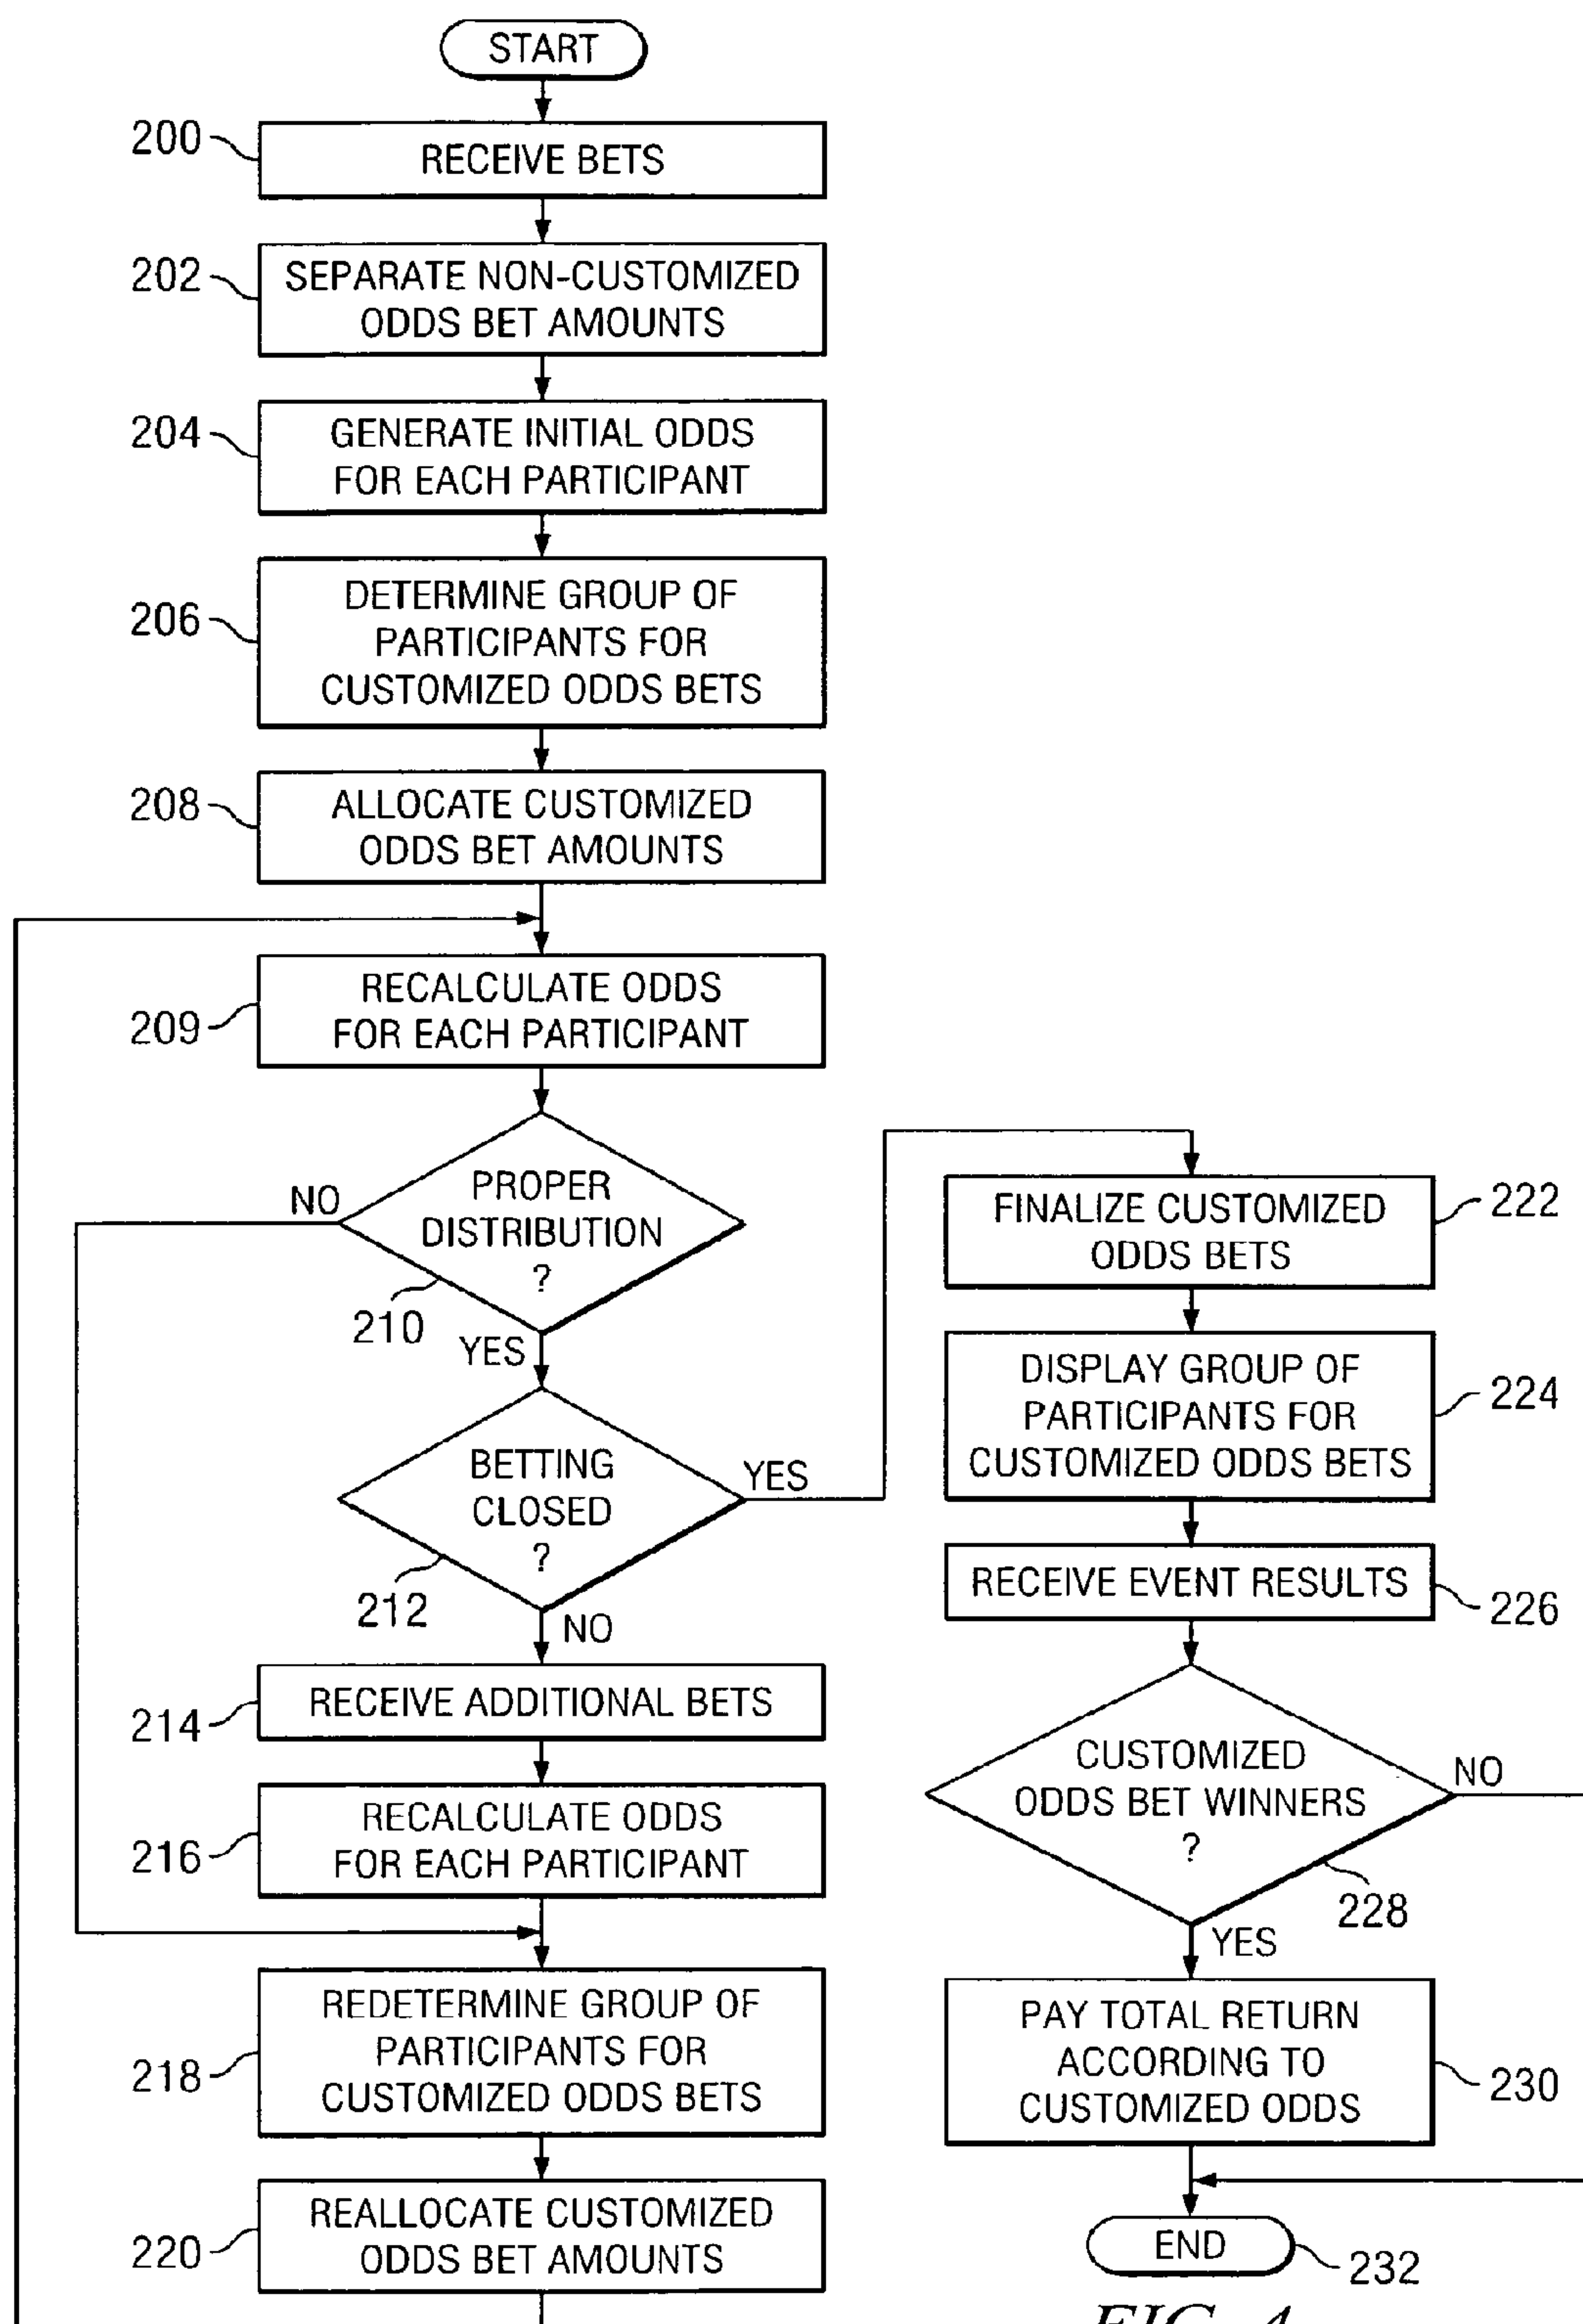 START
200
RECEIVE BETS
202
SEPARATE NON-CUSTOMIZED
ODDS BET AMOUNTS
204
GENERATE INITIAL ODDS
FOR EACH PARTICIPANT
206
DETERMINE GROUP OF
PARTICIPANTS FOR
CUSTOMIZED ODDS BETS
208
ALLOCATE CUSTOMIZED
ODDS BET AMOUNTS
209
RECALCULATE ODDS
FOR EACH PARTICIPANT
NO
PROPER
DISTRIBUTION
?
210
YES
BETTING
CLOSED
?
YES
212
NO
214
RECEIVE ADDITIONAL BETS
216
RECALCULATE ODDS
FOR EACH PARTICIPANT
218
REDETERMINE GROUP OF
PARTICIPANTS FOR
CUSTOMIZED ODDS BETS
220
REALLOCATE CUSTOMIZED
ODDS BET AMOUNTS
FINALIZE CUSTOMIZED
ODDS BETS
222
DISPLAY GROUP OF
PARTICIPANTS FOR
CUSTOMIZED ODDS BETS
224
RECEIVE EVENT RESULTS
226
CUSTOMIZED
ODDS BET WINNERS
?
NO
228
YES
PAY TOTAL RETURN
ACCORDING TO
CUSTOMIZED ODDS
230
END
232
FIG. 4